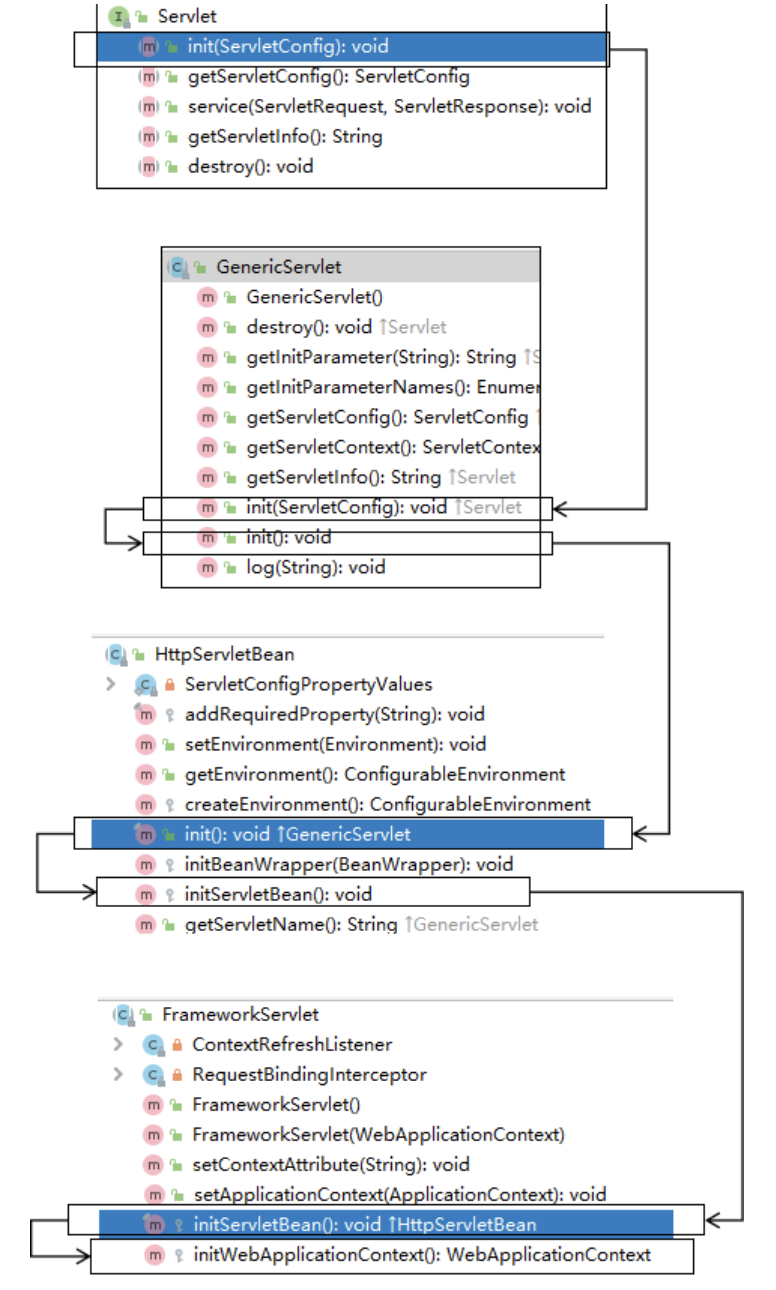 Servlet
init(ServletConfig): void
getServletConfig(): ServletConfig
service(ServletRequest, ServletResponse): void
getServletInfo(): String
destroy(): void
GenericServlet
GenericServlet()
destroy(): void ↑Servlet
getInitParameter(String): String ↑S
getInitParameterNames(): Enumer
getServletConfig(): ServletConfig ↑
getServletContext(): ServletContex
getServletInfo(): String ↑Servlet
init(ServletConfig): void ↑Servlet
init(): void
log(String): void
HttpServletBean
ServletConfigPropertyValues
addRequiredProperty(String): void
setEnvironment(Environment): void
getEnvironment(): ConfigurableEnvironment
createEnvironment(): ConfigurableEnvironment
init(): void ↑GenericServlet
initBeanWrapper(BeanWrapper): void
initServletBean(): void
getServletName(): String ↑GenericServlet
FrameworkServlet
ContextRefreshListener
RequestBindingInterceptor
FrameworkServlet()
FrameworkServlet(WebApplicationContext)
setContextAttribute(String): void
setApplicationContext(ApplicationContext): void
initServletBean(): void ↑HttpServletBean
initWebApplicationContext(): WebApplicationContext